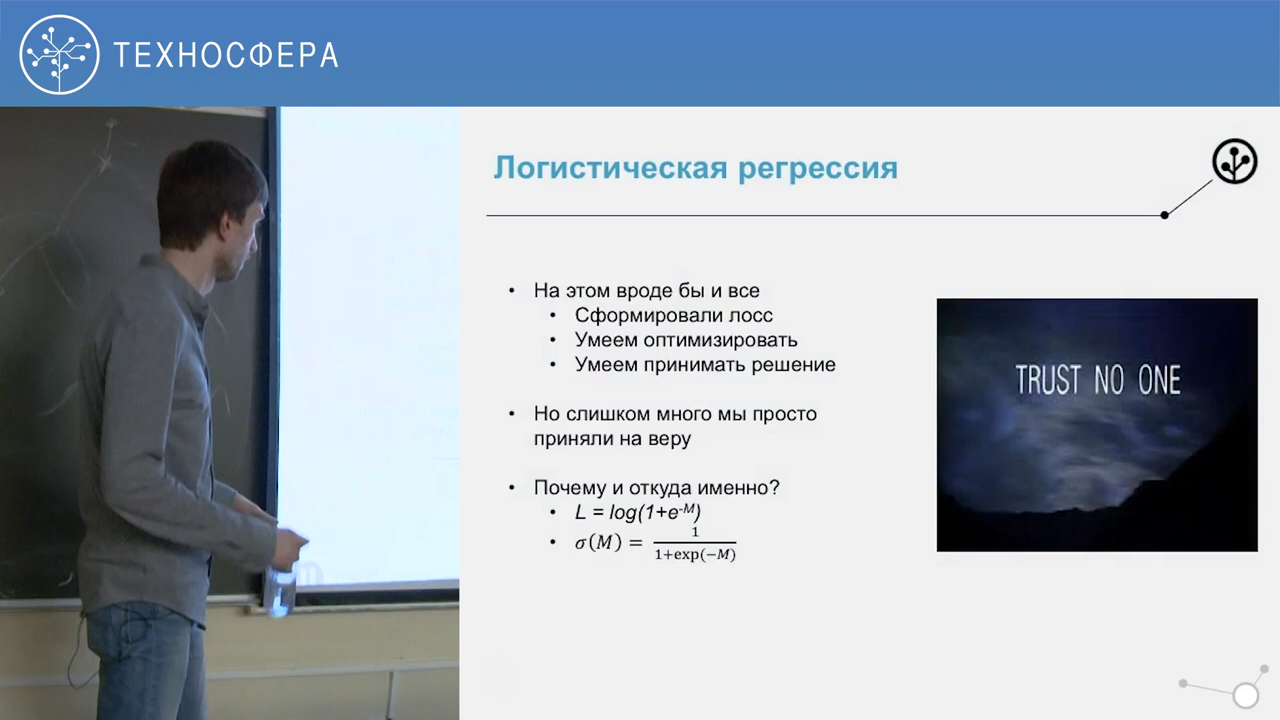 ТЕХНОСФЕРА
Логистическая регрессия
• На этом вроде бы и все
• Сформировали лосс
• Умеем оптимизировать
• Умеем принимать решение
• Но слишком много мы просто
приняли на веру
• Почему и откуда именно?
• L = log(1+e^-M)
• σ(M) = 1 / 1+exp(−M)
TRUST NO ONE